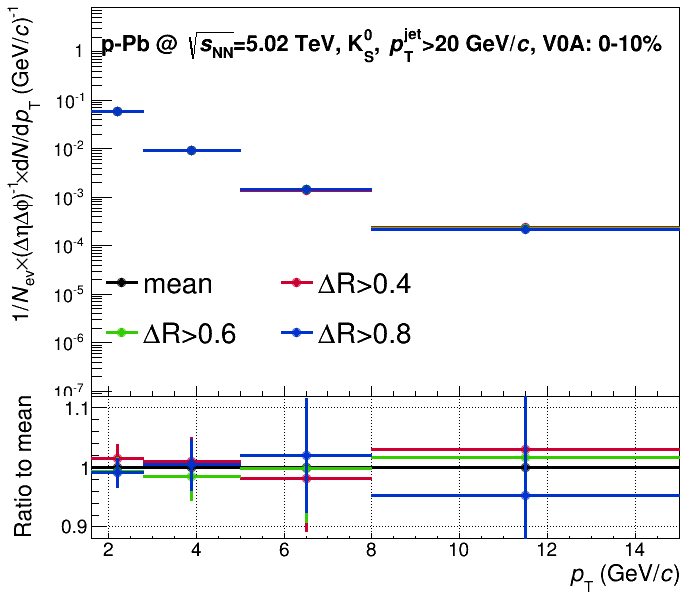 p-Pb @ √sNN=5.02 TeV, K0S, pTjet>20 GeV/c, V0A: 0-10%
1/Nev×(ΔηΔϕ)-1×dN/dpT (GeV/c)-1
1
10-1
10-2
10-3
10-4
10-5
10-6
10-7
mean ΔR>0.4
ΔR>0.6 ΔR>0.8
Ratio to mean
1.1
1
0.9
2 4 6 8 10 12 14
pT (GeV/c)